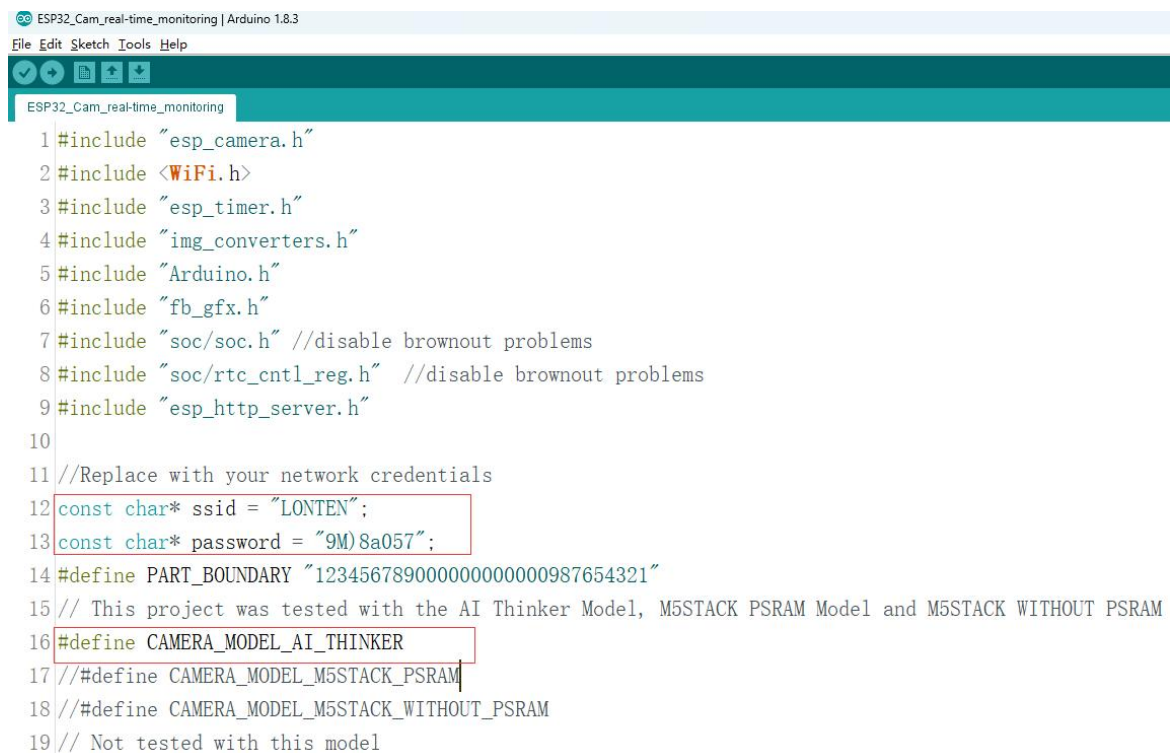 ESP32_Cam_real-time_monitoring | Arduino 1.8.3
File Edit Sketch Tools Help
ESP32_Cam_real-time_monitoring
1 #include "esp_camera.h"
2 #include <WiFi.h>
3 #include "esp_timer.h"
4 #include "img_converters.h"
5 #include "Arduino.h"
6 #include "fb_gfx.h"
7 #include "soc/soc.h" //disable brownout problems
8 #include "soc/rtc_cntl_reg.h"  //disable brownout problems
9 #include "esp_http_server.h"
10
11 //Replace with your network credentials
12 const char* ssid = "LONTEN";
13 const char* password = "9M)8a057";
14 #define PART_BOUNDARY "123456789000000000000987654321"
15 // This project was tested with the AI Thinker Model, M5STACK PSRAM Model and M5STACK WITHOUT PSRAM
16 #define CAMERA_MODEL_AI_THINKER
17 //#define CAMERA_MODEL_M5STACK_PSRAM
18 //#define CAMERA_MODEL_M5STACK_WITHOUT_PSRAM
19 // Not tested with this model